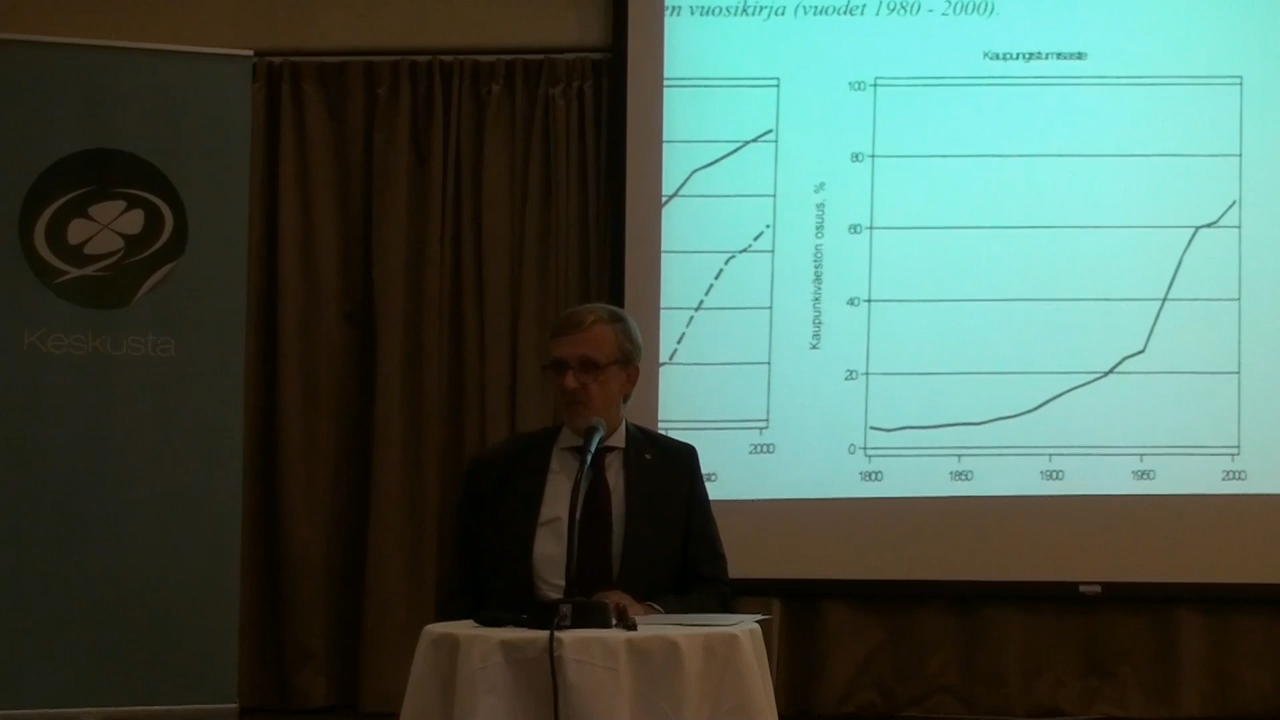 en vuosikirja (vuodet 1980 - 2000).
Kaupungistumisaste
Kaupunkiväestön osuus, %
100
80
60
40
20
0
1800 1850 1900 1950 2000
2000
Keskusta